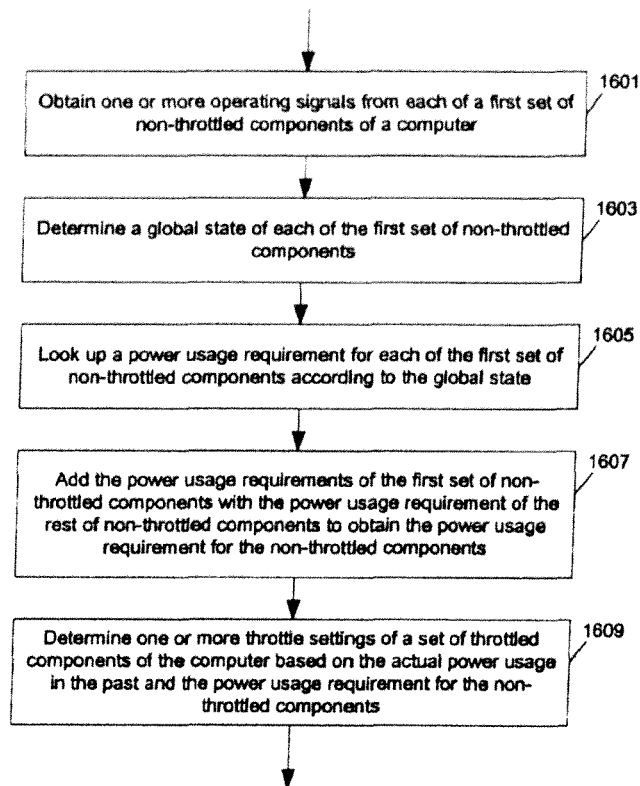 1601
Obtain one or more operating signals from each of a first set of
non-throttled components of a computer
1603
Determine a global state of each of the first set of non-throttled
components
1605
Look up a power usage requirement for each of the first set of
non-throttled components according to the global state
1607
Add the power usage requirements of the first set of non-
throttled components with the power usage requirement of the
rest of non-throttled components to obtain the power usage
requirement for the non-throttled components
1609
Determine one or more throttle settings of a set of throttled
components of the computer based on the actual power usage
in the past and the power usage requirement for the non-
throttled components